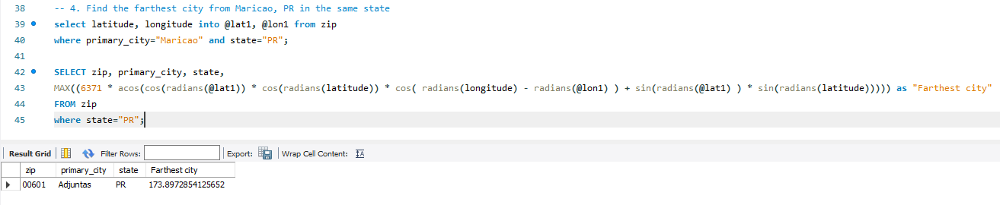 38 -- 4. Find the farthest city from Maricao, PR in the same state
39 select latitude, longitude into @lat1, @lon1 from zip
40 where primary_city="Maricao" and state="PR";
41
42 SELECT zip, primary_city, state,
43 MAX((6371 * acos(cos(radians(@lat1)) * cos(radians(latitude)) * cos( radians(longitude) - radians(@lon1) ) + sin(radians(@lat1) ) * sin(radians(latitude))))) as "Farthest city"
44 FROM zip
45 where state="PR";
Result Grid Filter Rows: Export: Wrap Cell Content:
zip primary_city state Farthest city
00601 Adjuntas PR 173.8972854125652